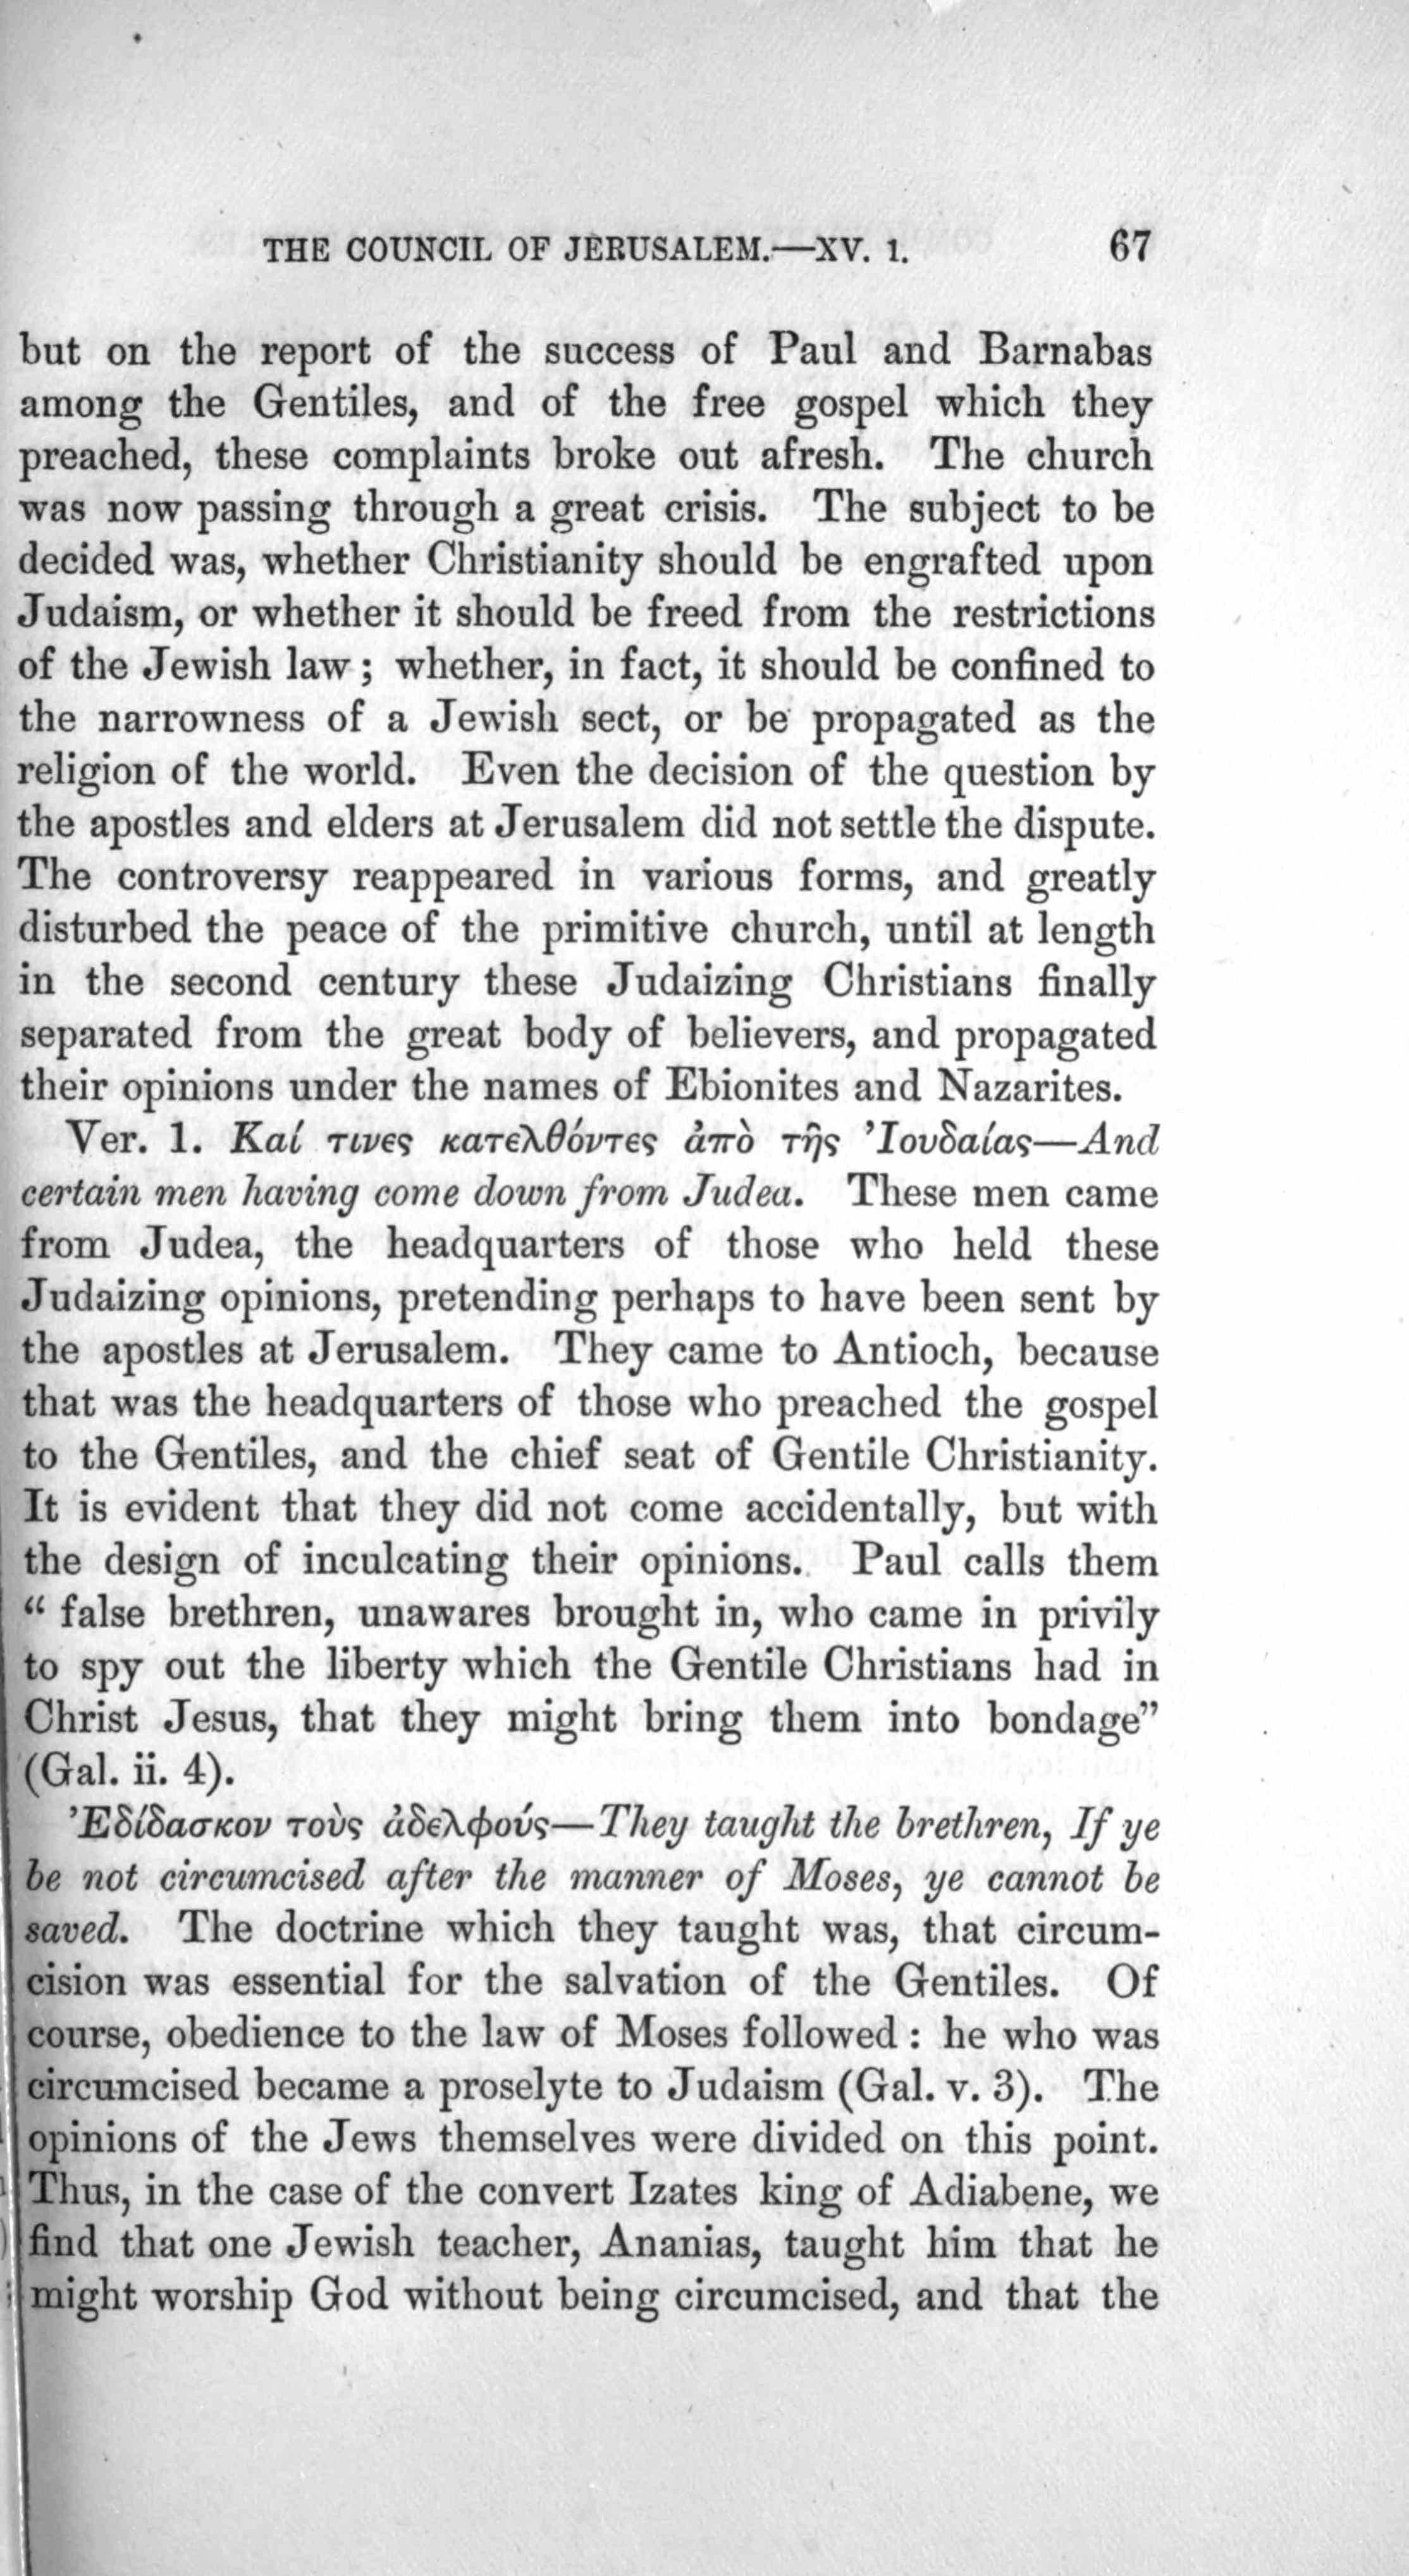 THE COUNCIL OF JERUSALEM.—XV. 1. 67
but on the report of the success of Paul and Barnabas
among the Gentiles, and of the free gospel which they
preached, these complaints broke out afresh. The church
was now passing through a great crisis. The subject to be
decided was, whether Christianity should be engrafted upon
Judaism, or whether it should be freed from the restrictions
of the Jewish law; whether, in fact, it should be confined to
the narrowness of a Jewish sect, or be propagated as the
religion of the world. Even the decision of the question by
the apostles and elders at Jerusalem did not settle the dispute.
The controversy reappeared in various forms, and greatly
disturbed the peace of the primitive church, until at length
in the second century these Judaizing Christians finally
separated from the great body of believers, and propagated
their opinions under the names of Ebionites and Nazarites.
Ver. 1. Καί τινες κατελθόντες ἀπὸ τῆς Ἰουδαίας—And
certain men having come down from Judea. These men came
from Judea, the headquarters of those who held these
Judaizing opinions, pretending perhaps to have been sent by
the apostles at Jerusalem. They came to Antioch, because
that was the headquarters of those who preached the gospel
to the Gentiles, and the chief seat of Gentile Christianity.
It is evident that they did not come accidentally, but with
the design of inculcating their opinions. Paul calls them
“ false brethren, unawares brought in, who came in privily
to spy out the liberty which the Gentile Christians had in
Christ Jesus, that they might bring them into bondage”
(Gal. ii. 4).
Ἐδίδασκον τοὺς ἀδελφούς—They taught the brethren, If ye
be not circumcised after the manner of Moses, ye cannot be
saved. The doctrine which they taught was, that circum-
cision was essential for the salvation of the Gentiles. Of
course, obedience to the law of Moses followed : he who was
circumcised became a proselyte to Judaism (Gal. v. 3). The
opinions of the Jews themselves were divided on this point.
Thus, in the case of the convert Izates king of Adiabene, we
find that one Jewish teacher, Ananias, taught him that he
might worship God without being circumcised, and that the